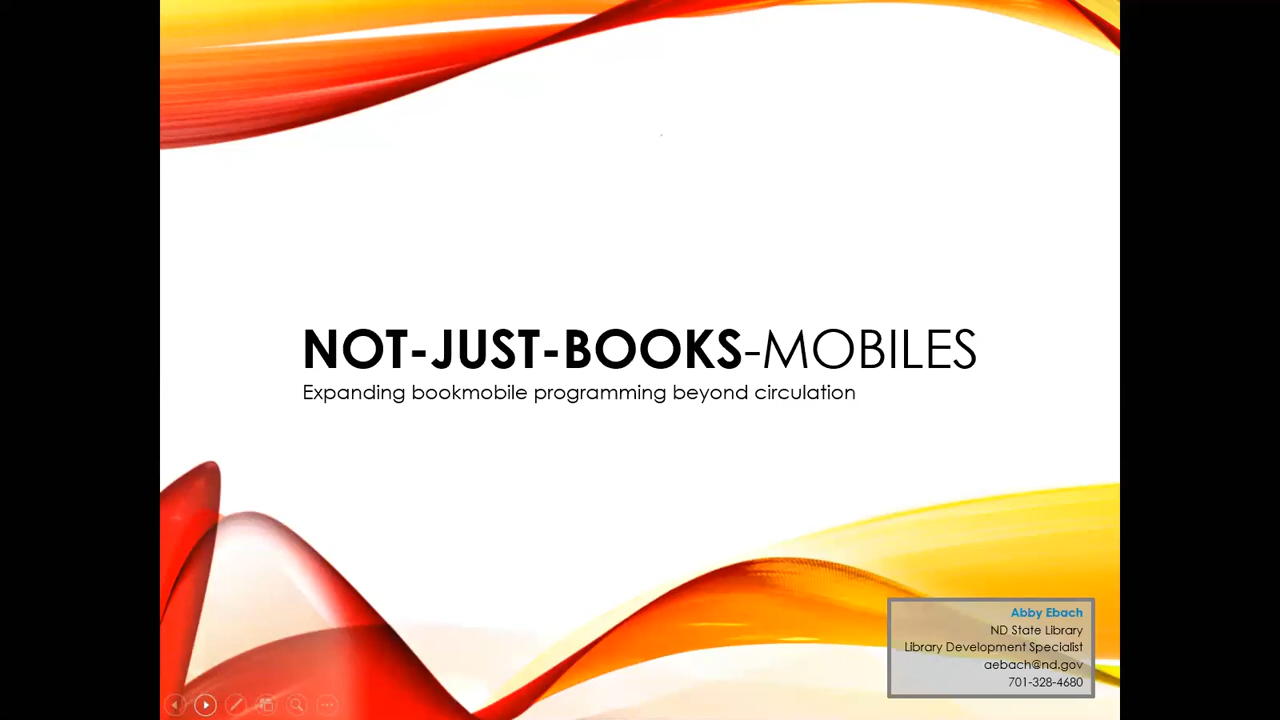 NOT-JUST-BOOKS-MOBILES
Expanding bookmobile programming beyond circulation
Abby Ebach
ND State Library
Library Development Specialist
aebach@nd.gov
701-328-4680